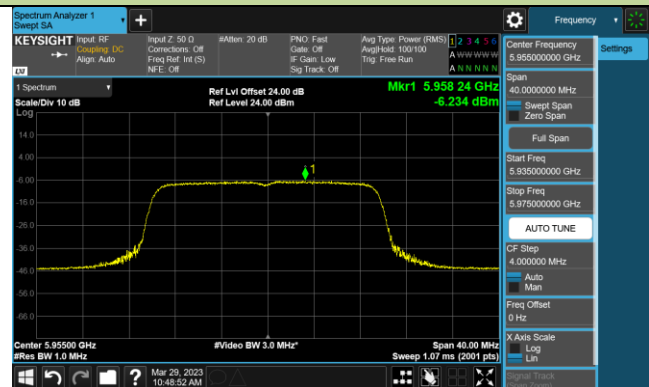 Spectrum Analyzer 1
Swept SA
Frequency
KEYSIGHT
Input: RF
Coupling: DC
Align: Auto
Input Z: 50 Ω
Corrections: Off
Freq Ref: Int (S)
NFE: Off
#Atten: 20 dB
PNO: Fast
Gate: Off
IF Gain: Low
Sig Track: Off
Avg Type: Power (RMS)
Avg|Hold: 100/100
Trig: Free Run
1 2 3 4 5 6
A W W W W W
A N N N N N
LXI
1 Spectrum
Scale/Div 10 dB
Log
Ref Lvl Offset 24.00 dB
Ref Level 24.00 dBm
Mkr1 5.958 24 GHz
-6.234 dBm
14.0
4.00
-6.00
-16.0
-26.0
-36.0
-46.0
-56.0
-66.0
1
Center 5.95500 GHz
#Res BW 1.0 MHz
#Video BW 3.0 MHz*
Span 40.00 MHz
Sweep 1.07 ms (2001 pts)
Mar 29, 2023
10:48:52 AM
?
Center Frequency
5.955000000 GHz
Span
40.0000000 MHz
Swept Span
Zero Span
Full Span
Start Freq
5.935000000 GHz
Stop Freq
5.975000000 GHz
AUTO TUNE
CF Step
4.000000 MHz
Auto
Man
Freq Offset
0 Hz
X Axis Scale
Log
Lin
Signal Track
(Span Zoom)
Settings